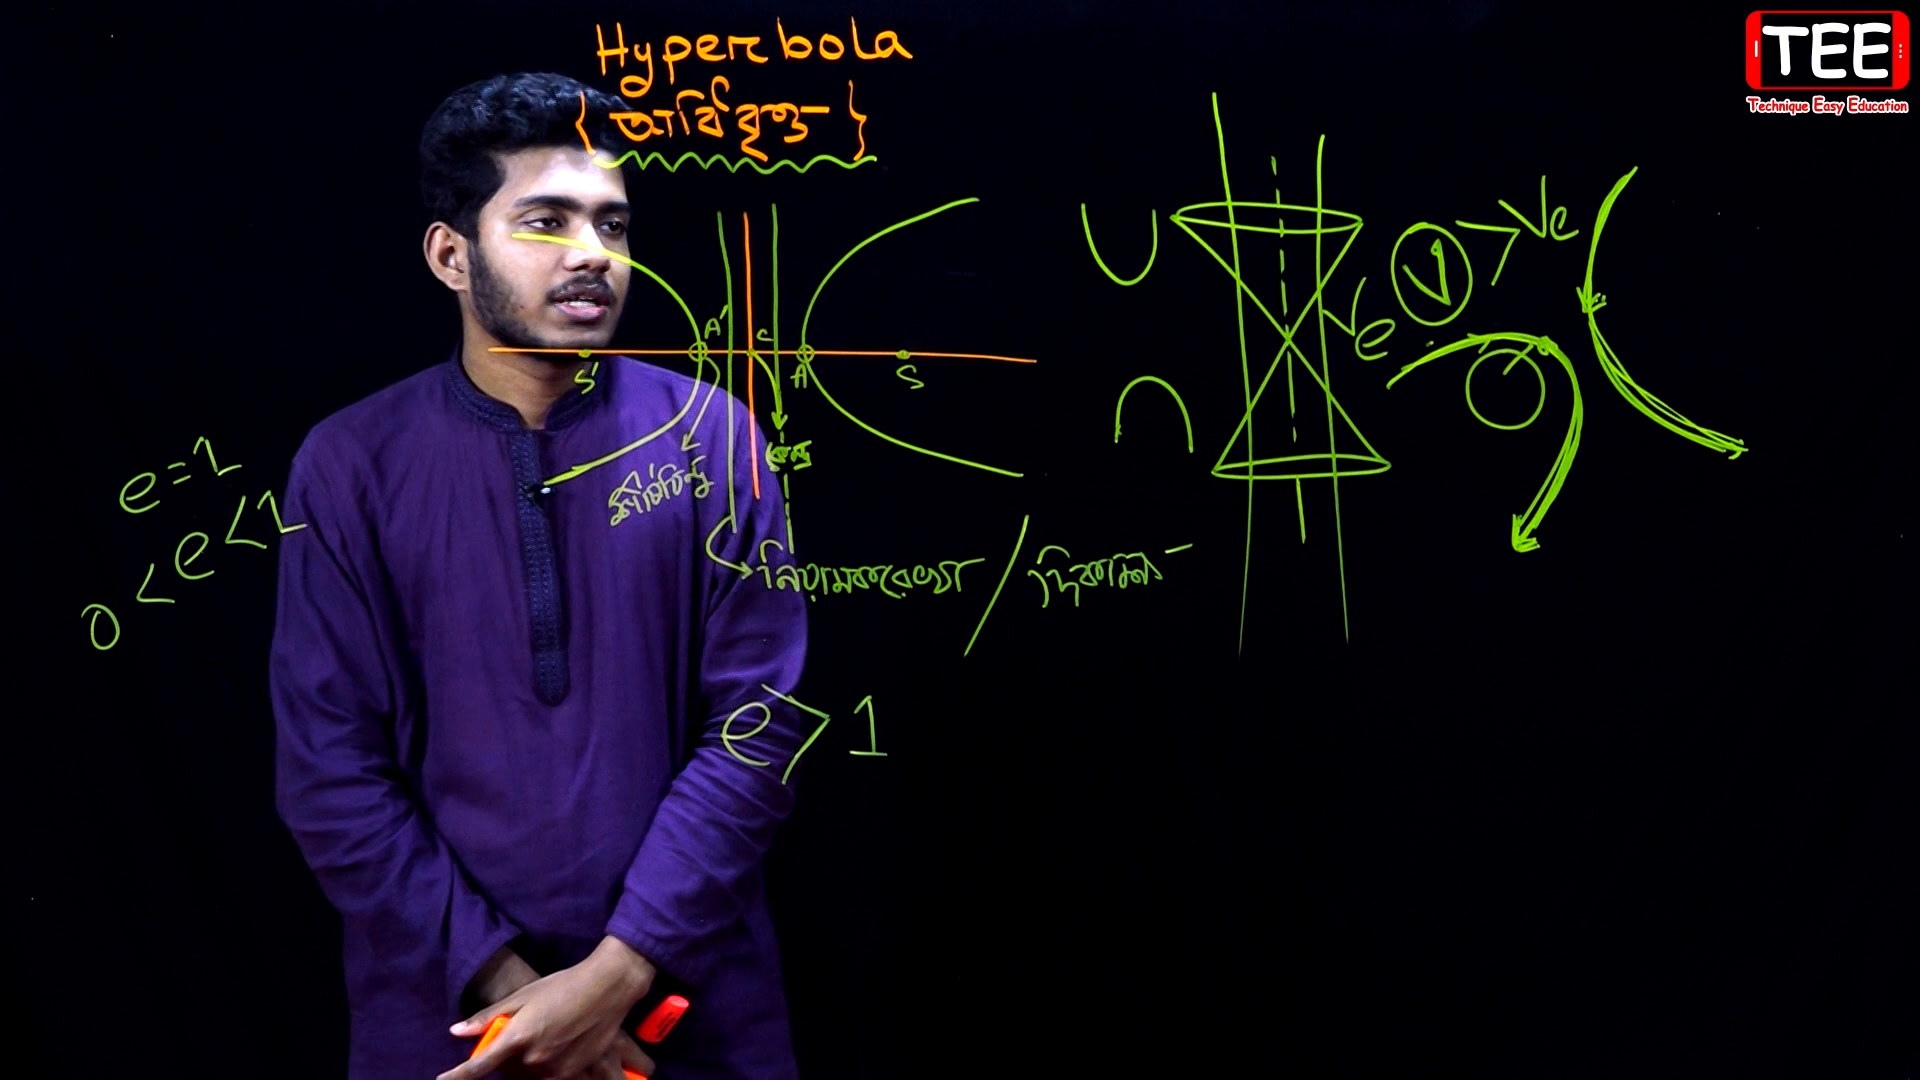 Hyperbola
{ অধিবৃত্ত }
TEE
Technique Easy Education
A'
C
S'
A
S
কেন্দ্র
শীর্ষবিন্দু
নিয়ামকরেখা / দিকাক্ষ
e = 1
0 < e < 1
e > 1
V > Ve
Ve